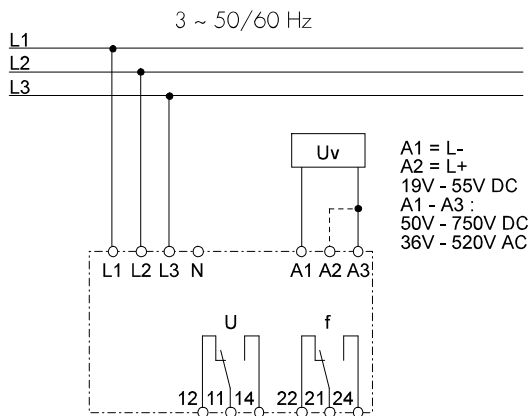 3 ~ 50/60 Hz
L1
L2
L3
Uv
A1 = L-
A2 = L+
19V - 55V DC
A1 - A3 :
50V - 750V DC
36V - 520V AC
L1 L2 L3 N A1 A2 A3
U f
12 11 14 22 21 24